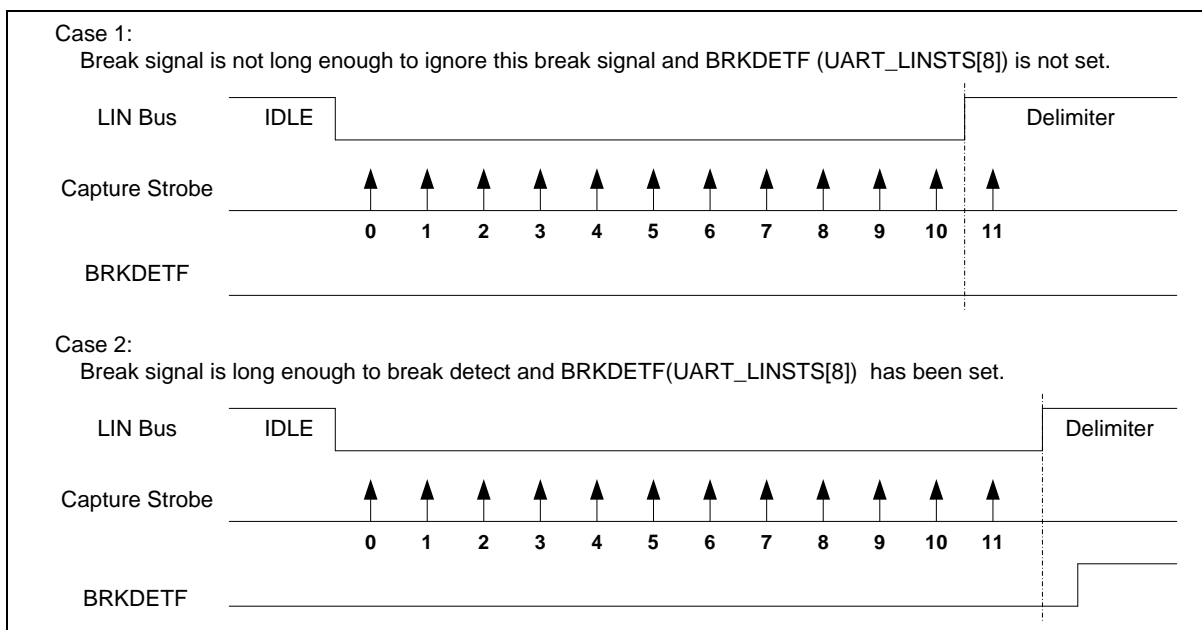 Case 1:
Break signal is not long enough to ignore this break signal and BRKDETF (UART_LINSTS[8]) is not set.
LIN Bus IDLE Delimiter
Capture Strobe
0 1 2 3 4 5 6 7 8 9 10 11
BRKDETF
Case 2:
Break signal is long enough to break detect and BRKDETF(UART_LINSTS[8]) has been set.
LIN Bus IDLE Delimiter
Capture Strobe
0 1 2 3 4 5 6 7 8 9 10 11
BRKDETF